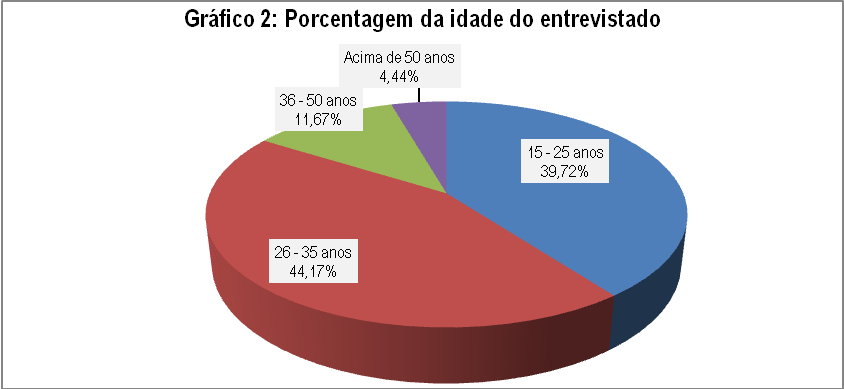 Gráfico 2: Porcentagem da idade do entrevistado
Acima de 50 anos
4,44%
36 - 50 anos
11,67%
15 - 25 anos
39,72%
26 - 35 anos
44,17%